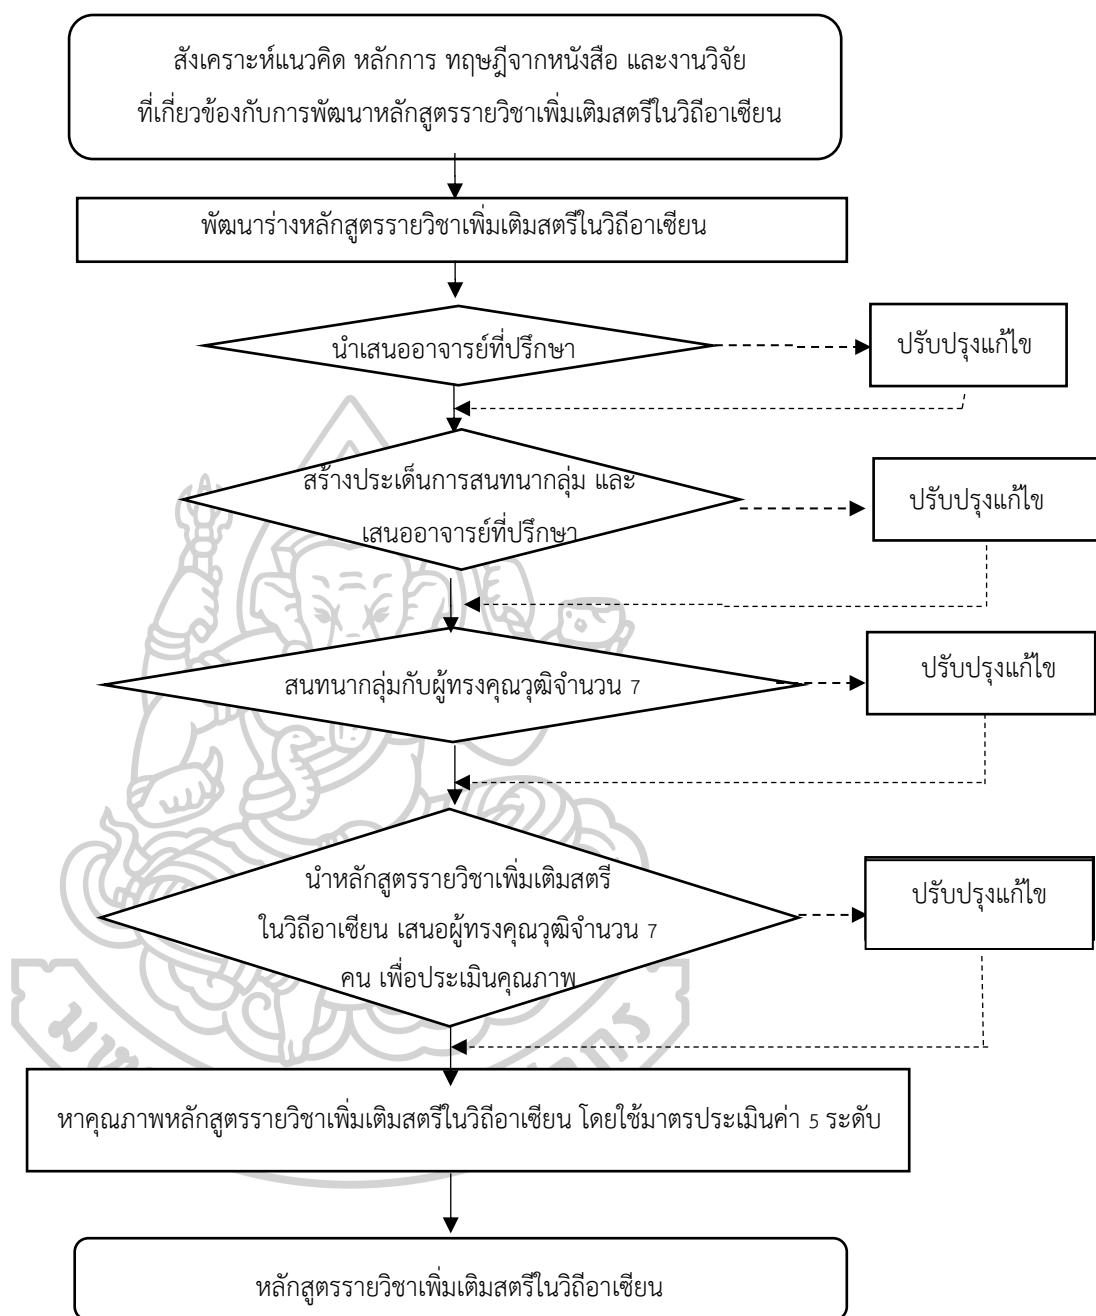 สังเคราะห์แนวคิด หลักการ ทฤษฎีจากหนังสือ และงานวิจัย
ที่เกี่ยวข้องกับการพัฒนาหลักสูตรรายวิชาเพิ่มเติมสตรีในวิถีอาเซียน
พัฒนาร่างหลักสูตรรายวิชาเพิ่มเติมสตรีในวิถีอาเซียน
นำเสนออาจารย์ที่ปรึกษา
ปรับปรุงแก้ไข
สร้างประเด็นการสนทนากลุ่ม และ
เสนออาจารย์ที่ปรึกษา
ปรับปรุงแก้ไข
สนทนากลุ่มกับผู้ทรงคุณวุฒิจำนวน 7
ปรับปรุงแก้ไข
นำหลักสูตรรายวิชาเพิ่มเติมสตรี
ในวิถีอาเซียน เสนอผู้ทรงคุณวุฒิจำนวน 7
คน เพื่อประเมินคุณภาพ
ปรับปรุงแก้ไข
หาคุณภาพหลักสูตรรายวิชาเพิ่มเติมสตรีในวิถีอาเซียน โดยใช้มาตรประเมินค่า 5 ระดับ
หลักสูตรรายวิชาเพิ่มเติมสตรีในวิถีอาเซียน